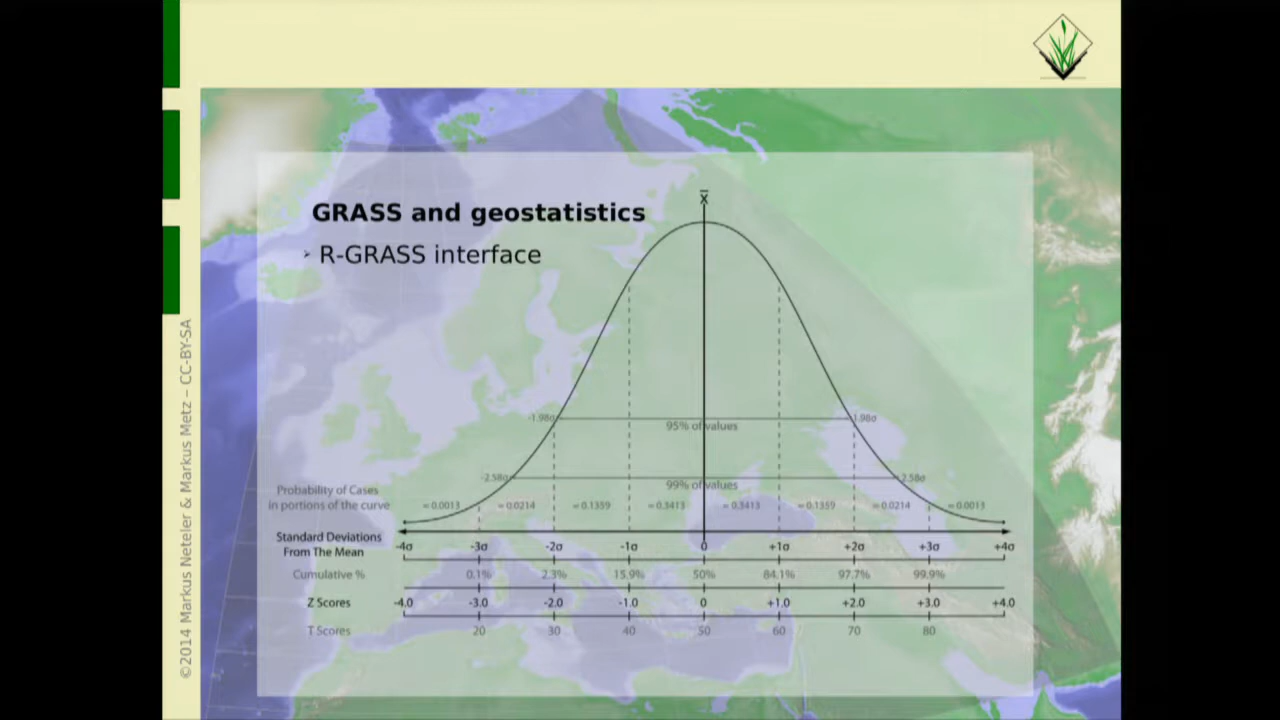 GRASS and geostatistics
R-GRASS interface
x̄
-1.98σ 1.98σ
95% of values
-2.58σ 2.58σ
99% of values
Probability of Cases
in portions of the curve ≈0.0013 ≈0.0214 ≈0.1359 ≈0.3413 ≈0.3413 ≈0.1359 ≈0.0214 ≈0.0013
Standard Deviations
From The Mean -4σ -3σ -2σ -1σ 0 +1σ +2σ +3σ +4σ
Cumulative % 0.1% 2.3% 15.9% 50% 84.1% 97.7% 99.9%
Z Scores -4.0 -3.0 -2.0 -1.0 0 +1.0 +2.0 +3.0 +4.0
T Scores 20 30 40 50 60 70 80
©2014 Markus Neteler & Markus Metz – CC-BY-SA